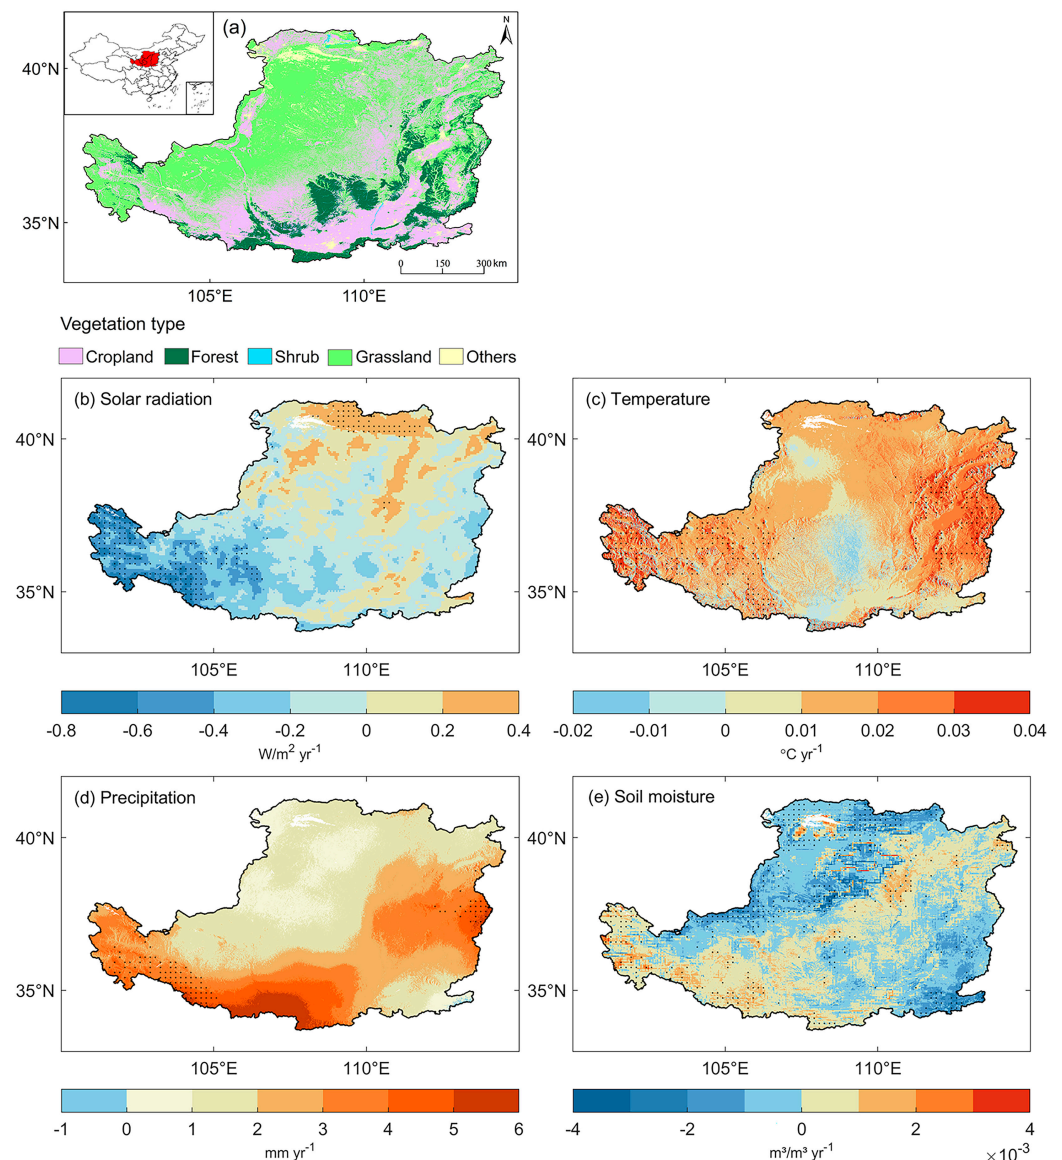 (a)
N
40°N
35°N
0 150 300 km
105°E 110°E
Vegetation type
Cropland Forest Shrub Grassland Others
(b) Solar radiation
40°N
35°N
105°E 110°E
-0.8 -0.6 -0.4 -0.2 0 0.2 0.4
W/m² yr⁻¹
(c) Temperature
40°N
35°N
105°E 110°E
-0.02 -0.01 0 0.01 0.02 0.03 0.04
°C yr⁻¹
(d) Precipitation
40°N
35°N
105°E 110°E
-1 0 1 2 3 4 5 6
mm yr⁻¹
(e) Soil moisture
40°N
35°N
105°E 110°E
-4 -2 0 2 4
m³/m³ yr⁻¹
×10⁻³